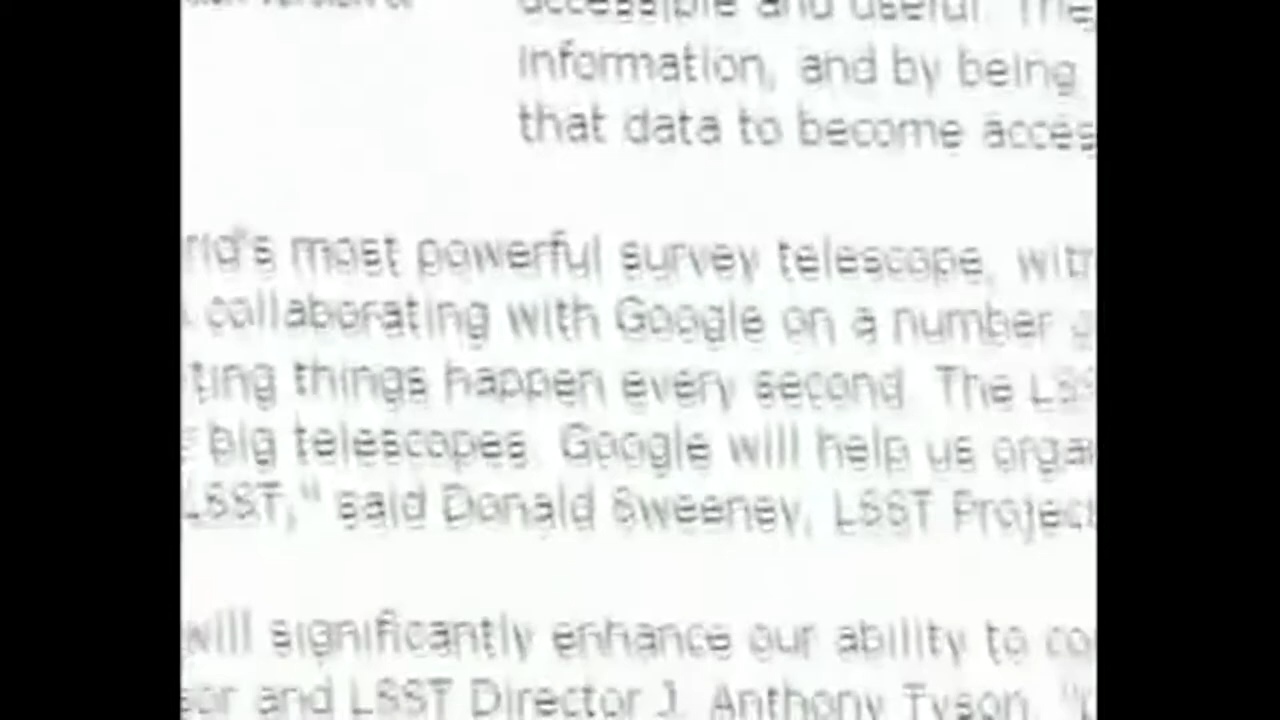 accessible and useful. The
information, and by being
that data to become acces
rld's most powerful survey telescope, with
collaborating with Google on a number
ting things happen every second. The LSS
big telescopes. Google will help us organ
LSST," said Donald Sweeney, LSST Project
will significantly enhance our ability to co
sor and LSST Director J. Anthony Tyson. "